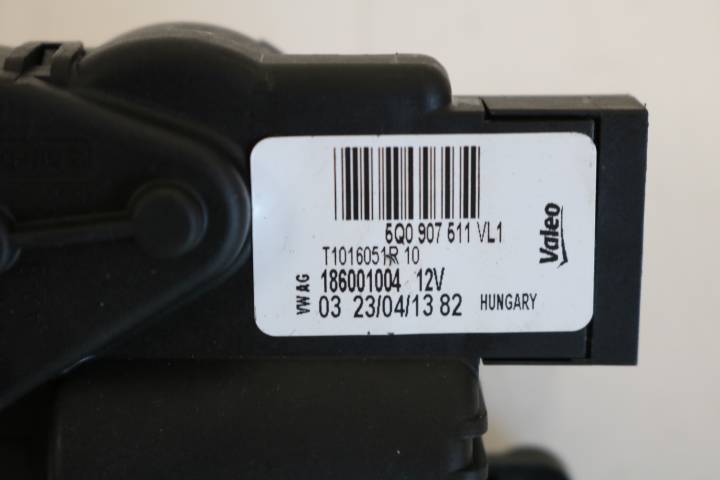 5Q0 907 511 VL1
T1016051R 10
VW AG
186001004 12V
03 23/04/13 82 HUNGARY
Valeo